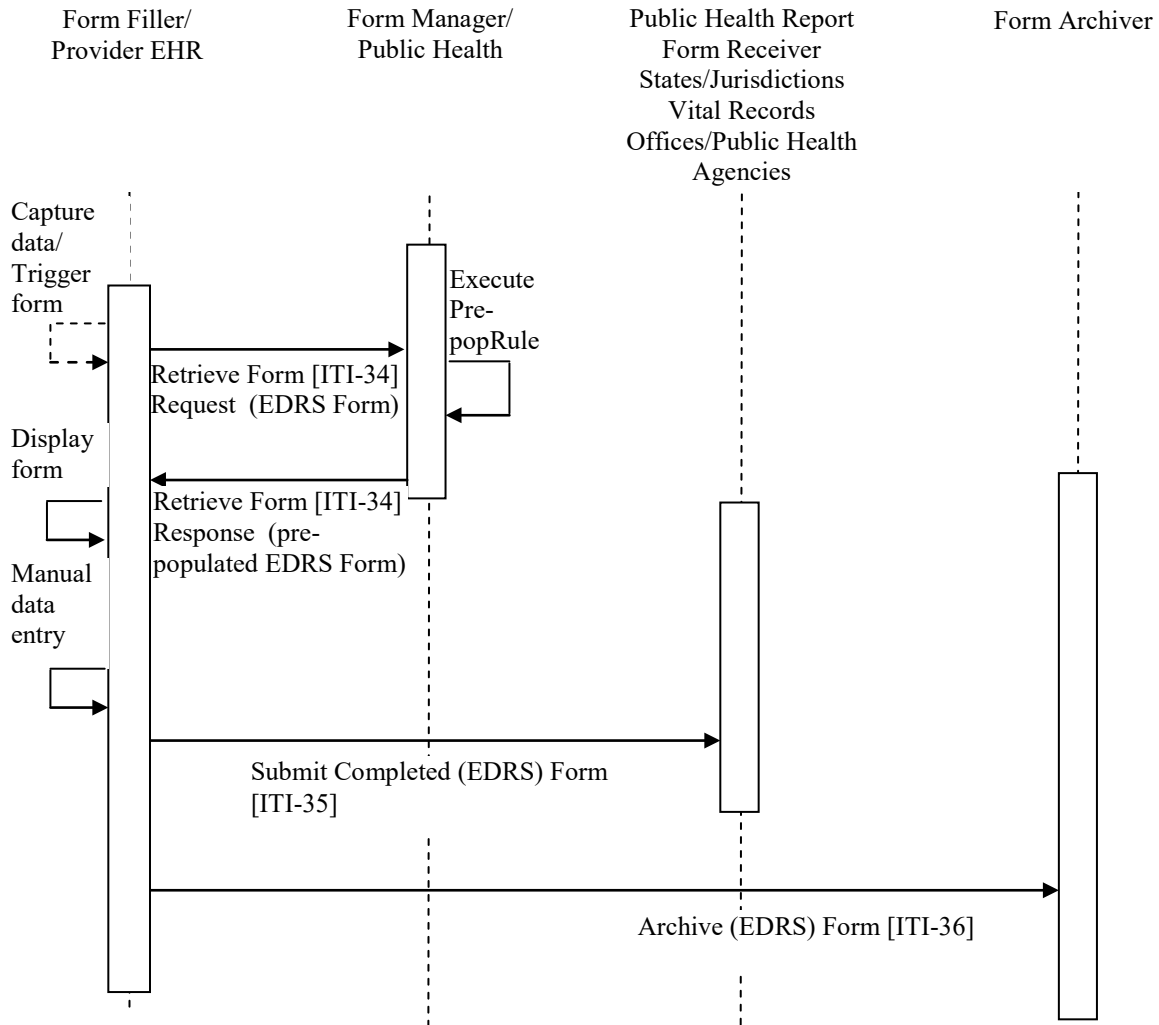 Form Filler/
Provider EHR
Form Manager/
Public Health
Public Health Report
Form Receiver
States/Jurisdictions
Vital Records
Offices/Public Health
Agencies
Form Archiver
Capture
data/
Trigger
form
Execute
Pre-
popRule
Retrieve Form [ITI-34]
Request  (EDRS Form)
Display
form
Retrieve Form [ITI-34]
Response  (pre-
populated EDRS Form)
Manual
data
entry
Submit Completed (EDRS) Form
[ITI-35]
Archive (EDRS) Form [ITI-36]